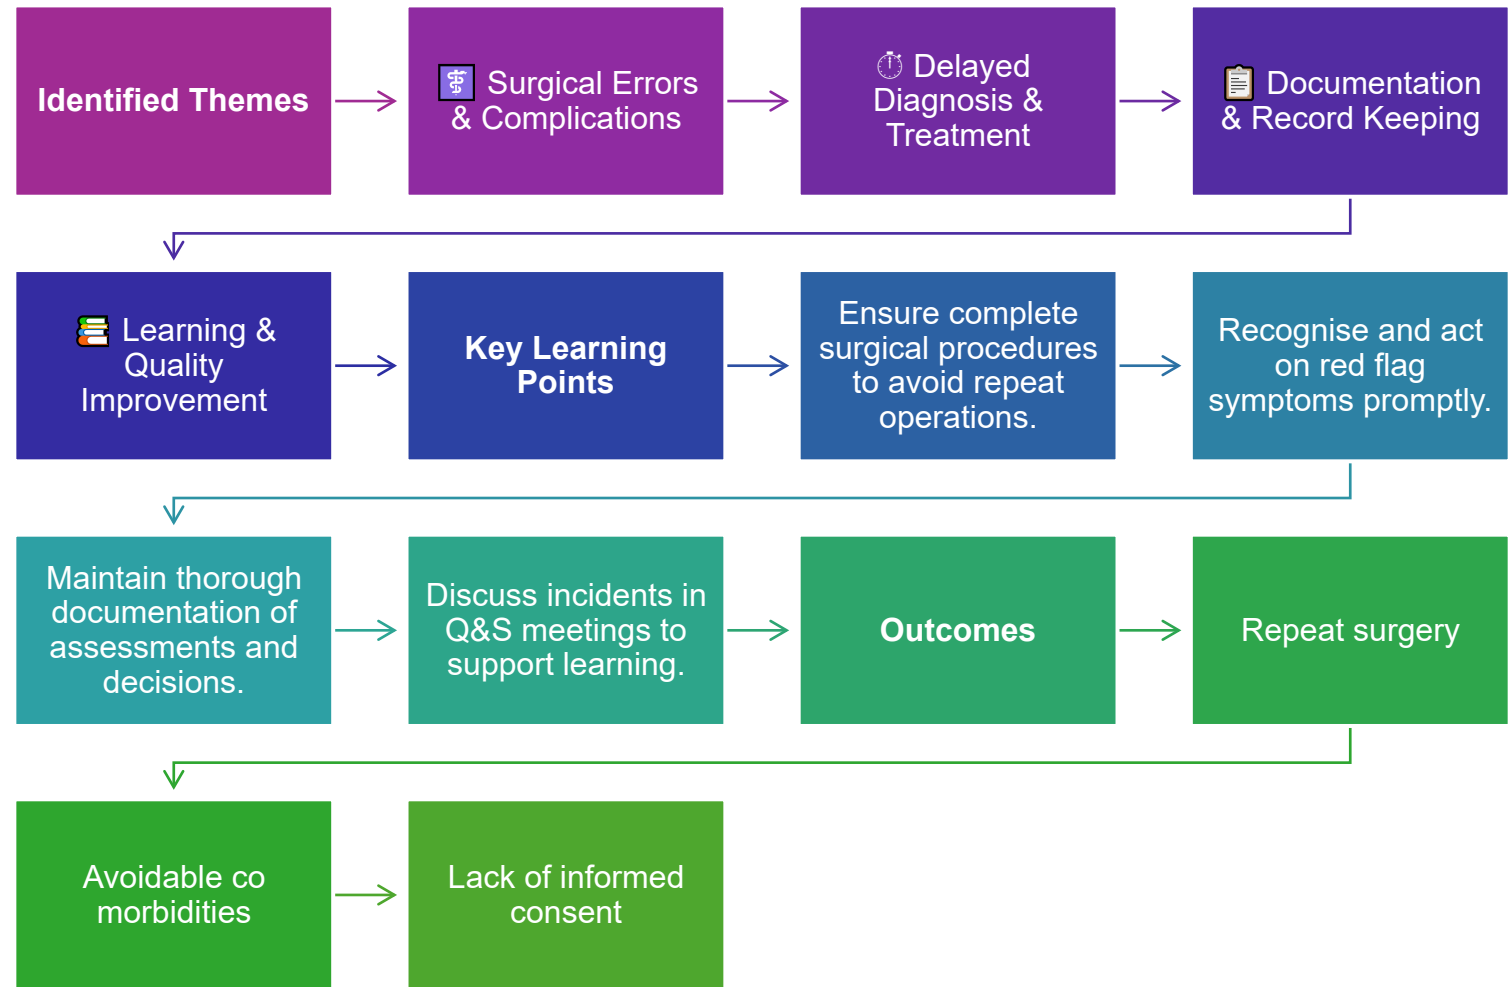 Identified Themes
⚕ Surgical Errors
& Complications
⏱ Delayed
Diagnosis &
Treatment
📋 Documentation
& Record Keeping
📚 Learning &
Quality
Improvement
Key Learning
Points
Ensure complete
surgical procedures
to avoid repeat
operations.
Recognise and act
on red flag
symptoms promptly.
Maintain thorough
documentation of
assessments and
decisions.
Discuss incidents in
Q&S meetings to
support learning.
Outcomes
Repeat surgery
Avoidable co
morbidities
Lack of informed
consent